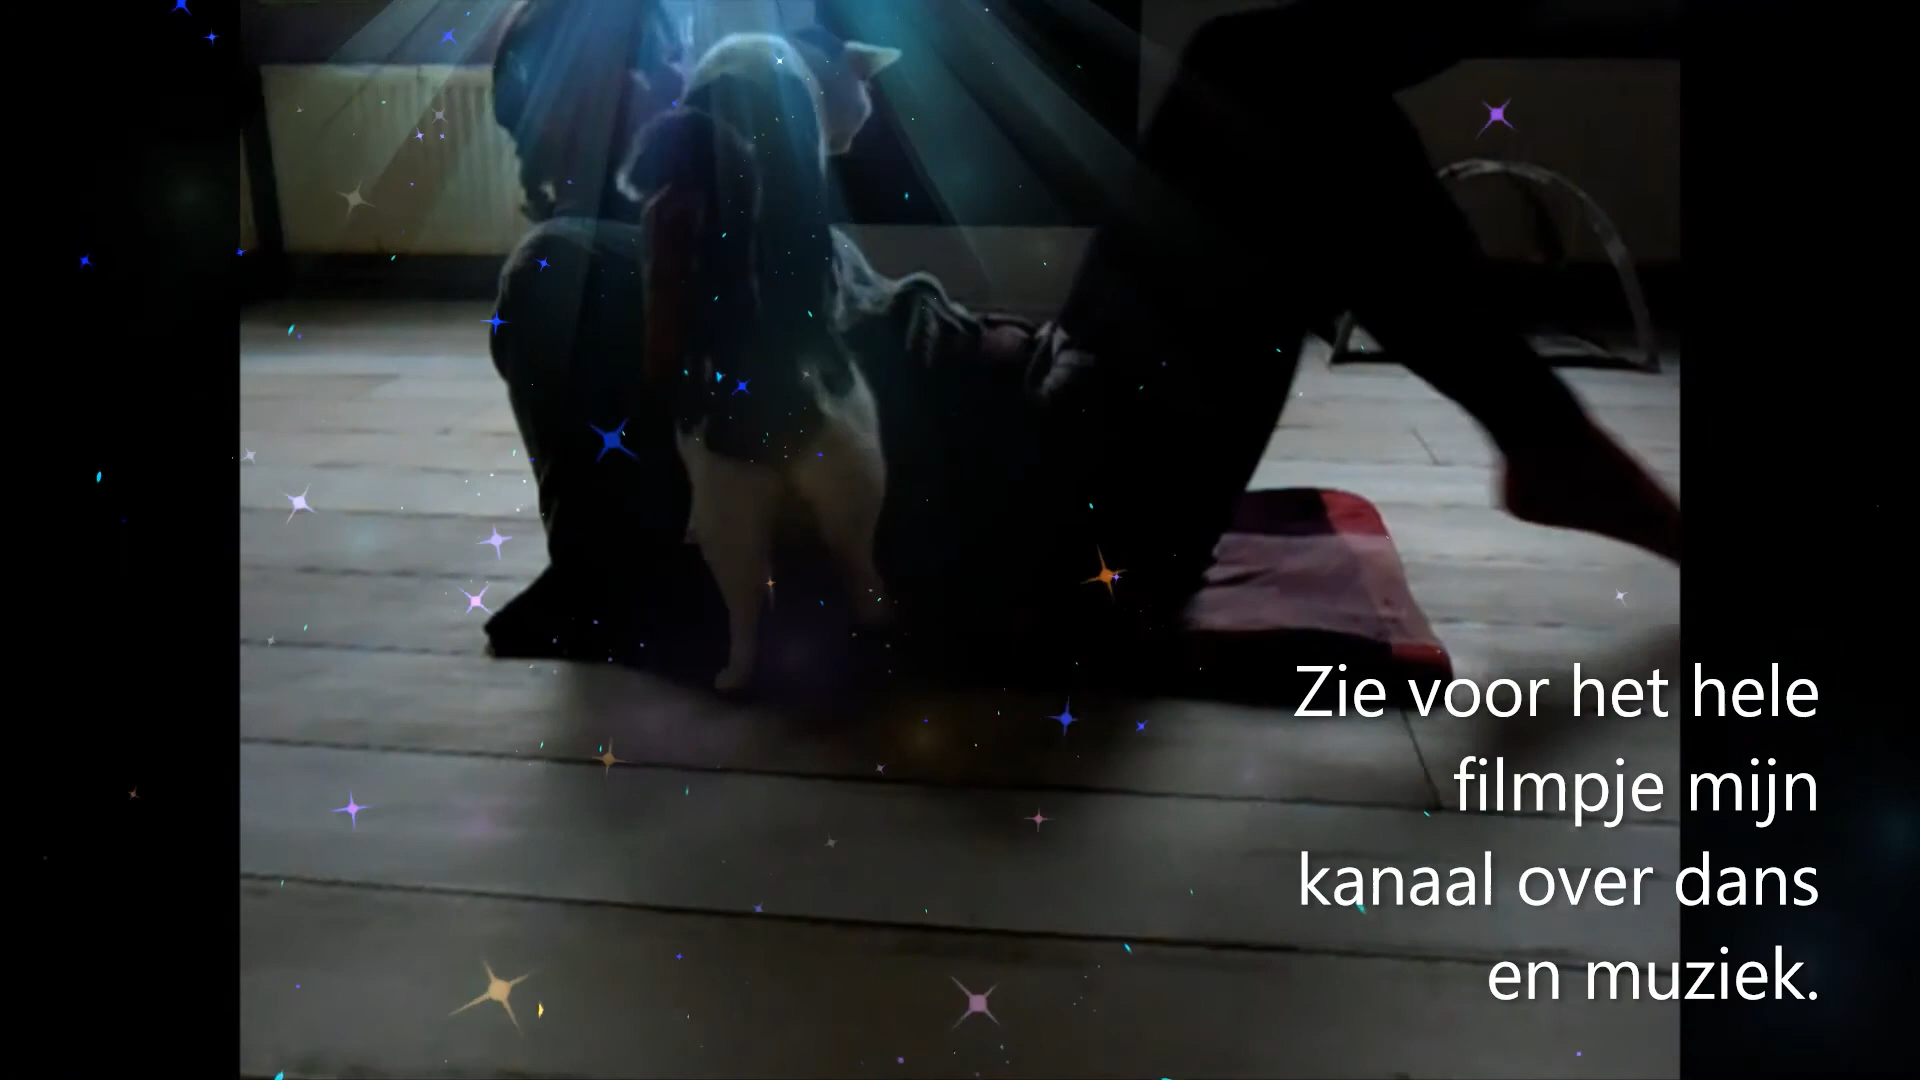 Zie voor het hele
filmpje mijn
kanaal over dans
en muziek.